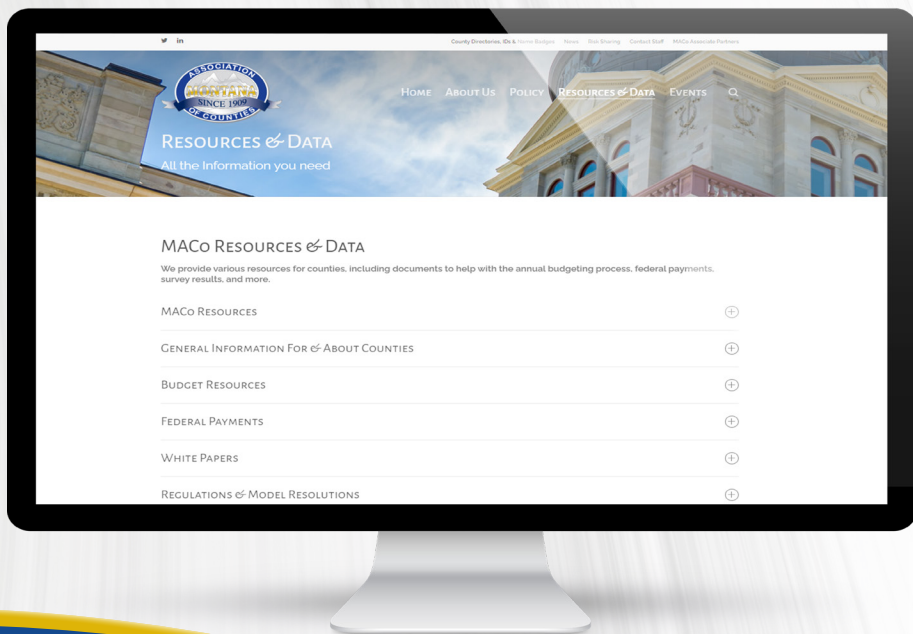 County Directories, IDs & Name Badges News Risk Sharing Contact Staff MACo Associate Partners
ASSOCIATION
MONTANA
SINCE 1909
OF COUNTIES
Home About Us Policy Resources & Data Events
Resources & Data
All the Information you need
MACo Resources & Data
We provide various resources for counties, including documents to help with the annual budgeting process, federal payments,
survey results, and more.
MACo Resources
General Information For & About Counties
Budget Resources
Federal Payments
White Papers
Regulations & Model Resolutions